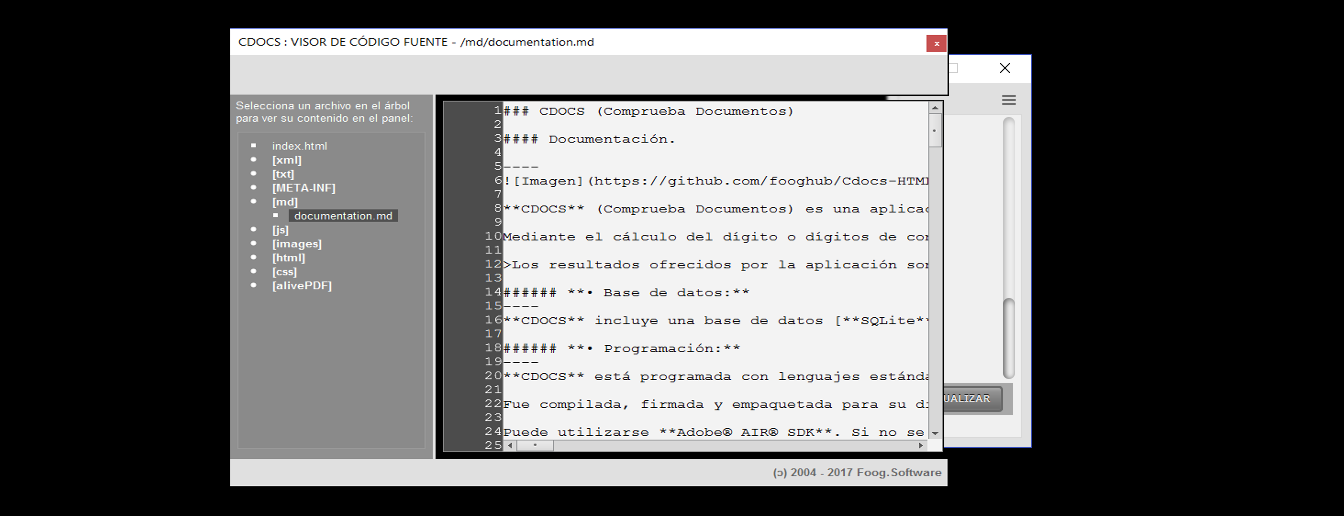 CDOCS : VISOR DE CÓDIGO FUENTE - /md/documentation.md
x
Selecciona un archivo en el árbol
para ver su contenido en el panel:
index.html
[xml]
[txt]
[META-INF]
[md]
documentation.md
[js]
[images]
[html]
[css]
[alivePDF]
1 ### CDOCS (Comprueba Documentos)
2
3 #### Documentación.
4
5 ----
6 ![Imagen](https://github.com/fooghub/Cdocs-HTM
7
8 **CDOCS** (Comprueba Documentos) es una aplicac
9
10 Mediante el cálculo del dígito o dígitos de con
11
12 >Los resultados ofrecidos por la aplicación son
13
14 ###### **• Base de datos:**
15 ----
16 **CDOCS** incluye una base de datos [**SQLite**
17
18 ###### **• Programación:**
19 ----
20 **CDOCS** está programada con lenguajes estánda
21
22 Fue compilada, firmada y empaquetada para su di
23
24 Puede utilizarse **Adobe® AIR® SDK**. Si no se
25
UALIZAR
(ɔ) 2004 - 2017 Foog.Software